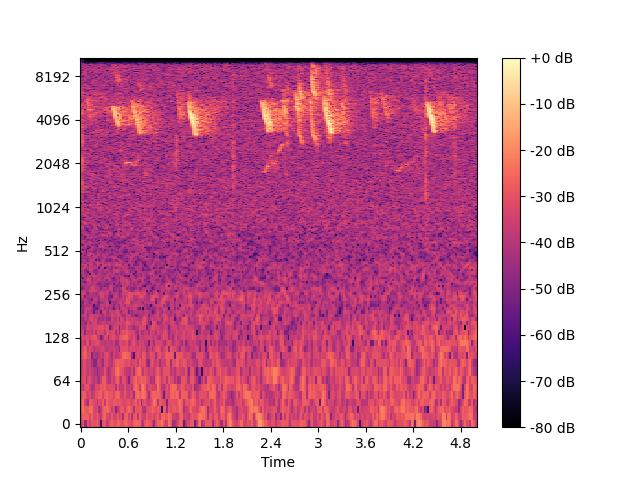 8192
4096
2048
1024
512
256
128
64
0
Hz
0 0.6 1.2 1.8 2.4 3 3.6 4.2 4.8
Time
+0 dB
-10 dB
-20 dB
-30 dB
-40 dB
-50 dB
-60 dB
-70 dB
-80 dB